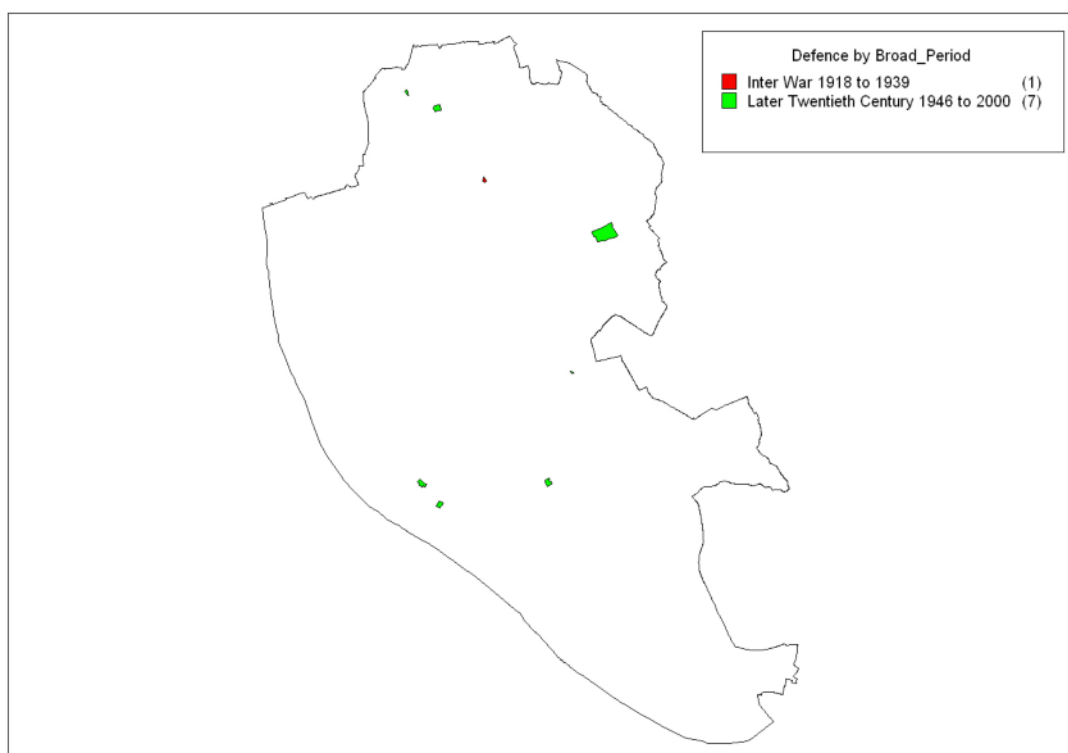 Defence by Broad_Period
Inter War 1918 to 1939 (1)
Later Twentieth Century 1946 to 2000 (7)